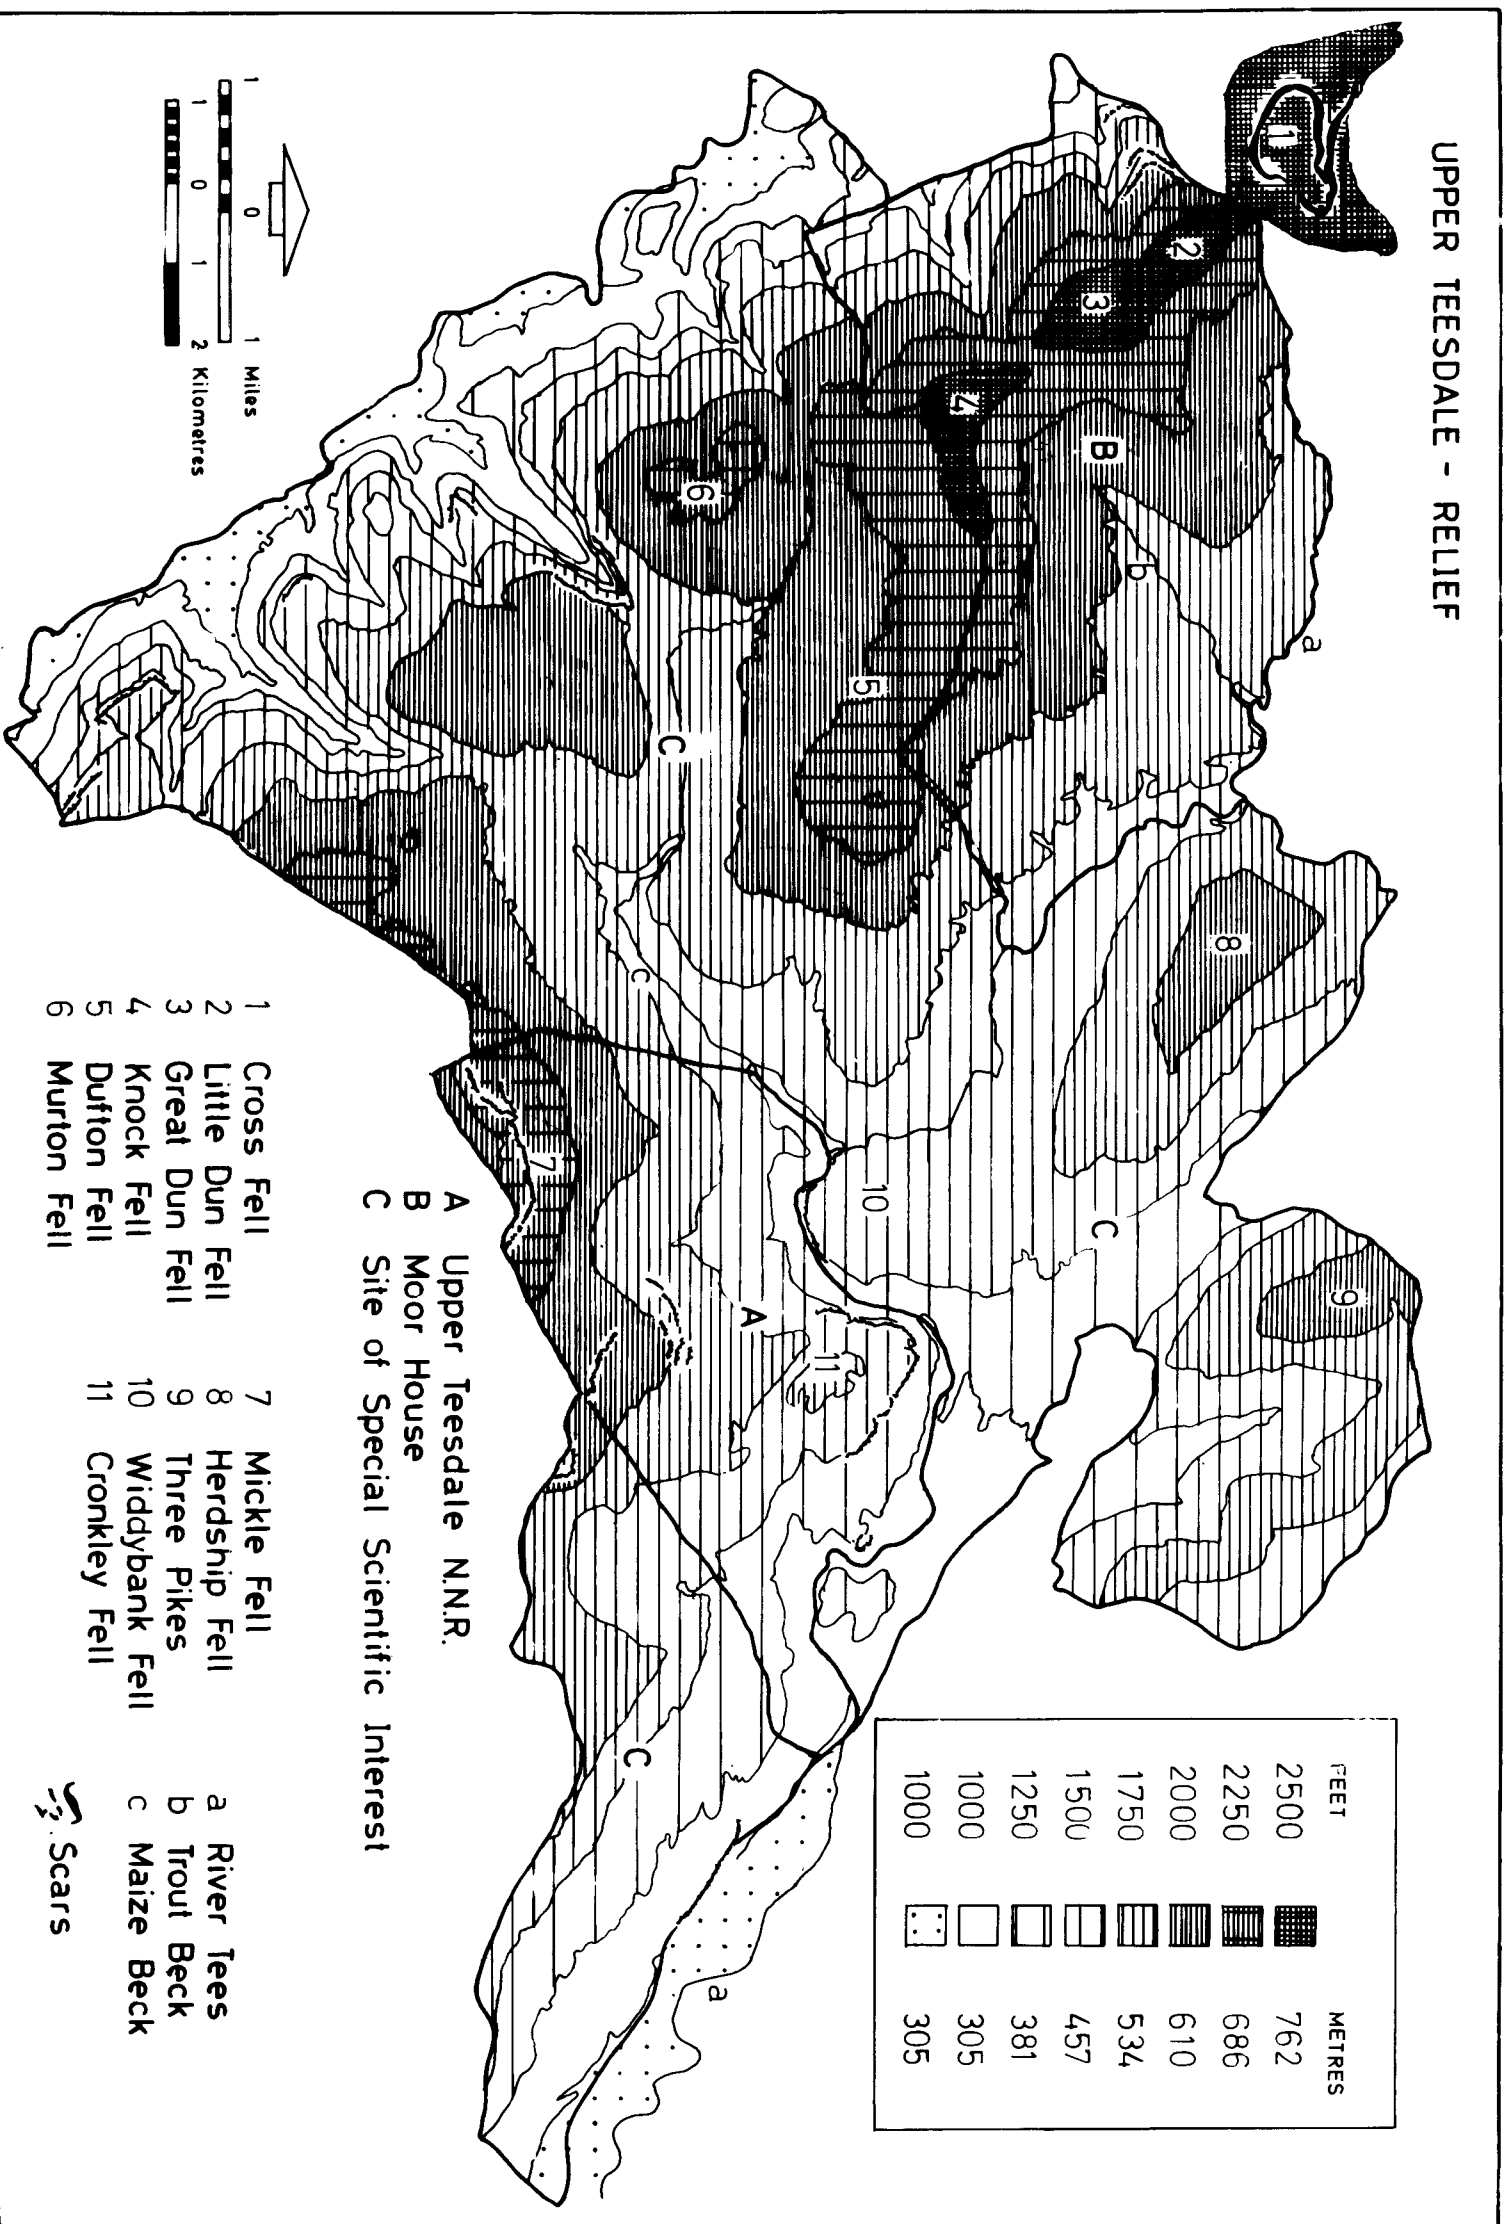 UPPER TEESDALE - RELIEF
FEET METRES
2500 762
2250 686
2000 610
1750 534
1500 457
1250 381
1000 305
1000 305
1
2
3
4
5
6
7
8
9
10
11
A
B
C
C
C
a
b
c
a
1 0 1 Miles
1 0 1 2 Kilometres
A Upper Teesdale N.N.R.
B Moor House
C Site of Special Scientific Interest
1 Cross Fell
2 Little Dun Fell
3 Great Dun Fell
4 Knock Fell
5 Dufton Fell
6 Murton Fell
7 Mickle Fell
8 Herdship Fell
9 Three Pikes
10 Widdybank Fell
11 Cronkley Fell
a River Tees
b Trout Beck
c Maize Beck
Scars